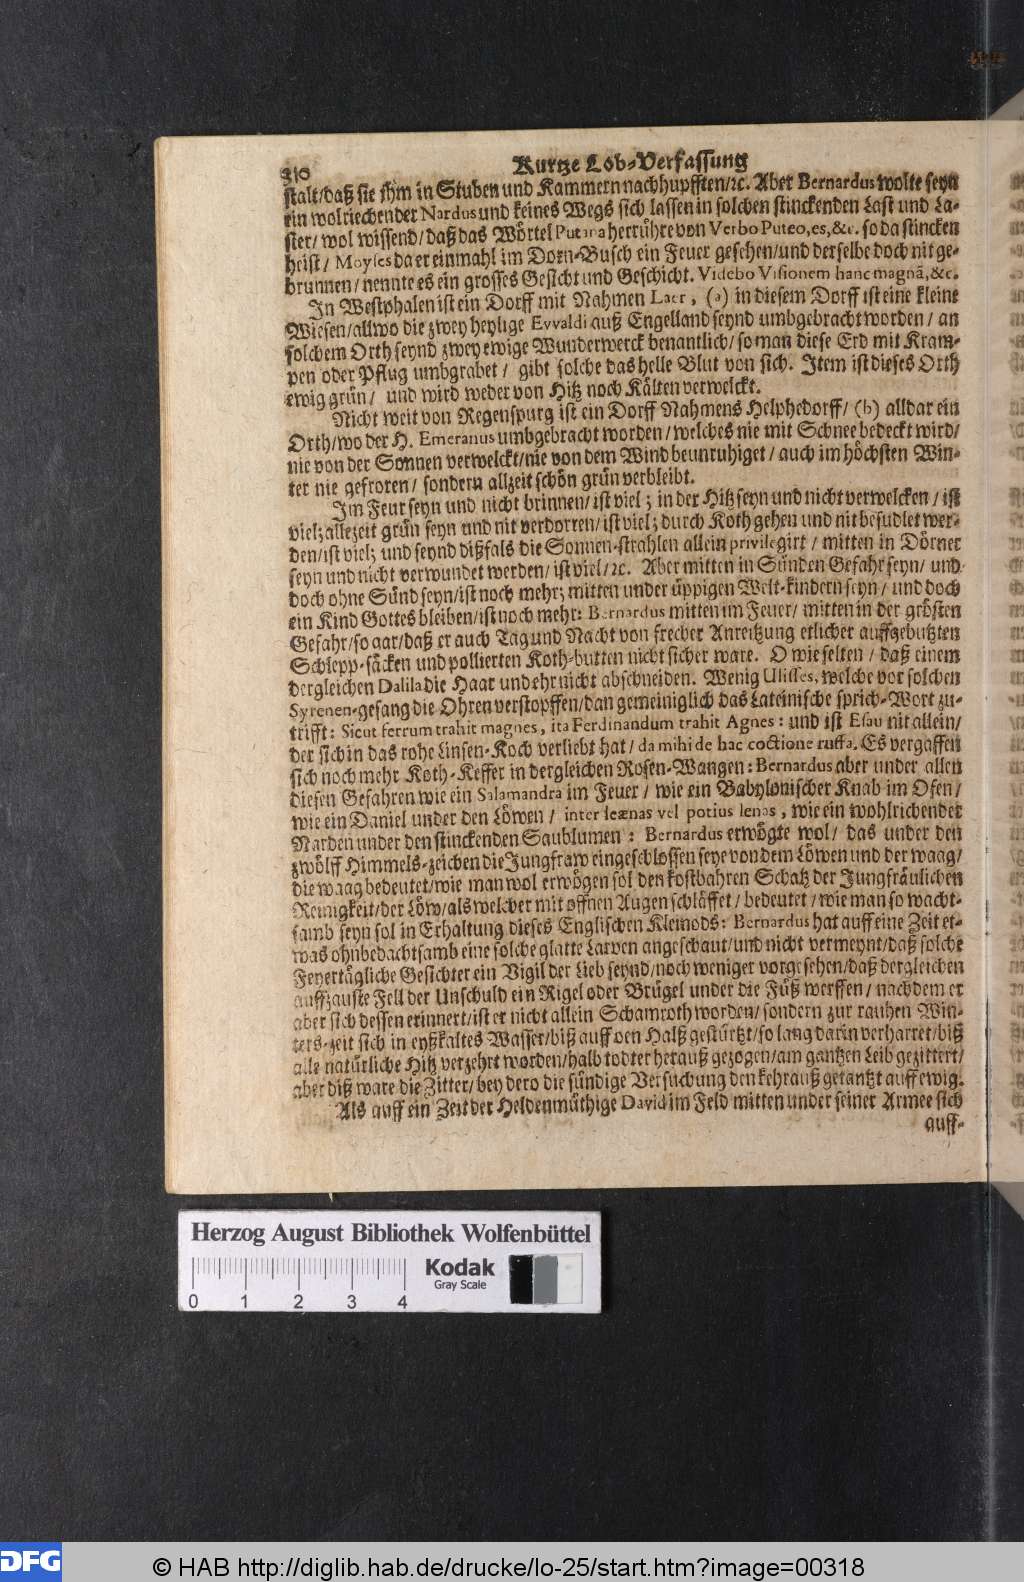 310 Kurtze Lob-Verfassung
stalt/daß sie ihm in Stuben und Kammern nachhupfften/ꝛc. Aber Bernardus wolte seyn
ein wolriechender Nardus und keines Wegs sich lassen in solchen stinckenden Last und La-
ster/ wol wissend/ daß das Wörtel Putana herrühre von Verbo Puteo, es, &c. so da stincken
heist/ Moyses da er einmahl im Dorn-Busch ein Feuer gesehen/und derselbe doch nit ge-
brunnen/ nennte es ein grosses Gesicht und Geschicht. Videbo Visionem hanc magnã, &c.
In Westphalen ist ein Dorff mit Nahmen Laer, (a) in diesem Dorff ist eine kleine
Wiesen/allwo die zwey heylige Evvaldi auß Engelland seynd umbgebracht worden/ an
solchem Orth seynd zwey ewige Wunderwerck benantlich/ so man diese Erd mit Kram-
pen oder Pflug umbgrabet/ gibt solche das helle Blut von sich. Item ist dieses Orth
ewig grün/ und wird weder von Hitz noch Kälten verwelckt.
Nicht weit von Regenspurg ist ein Dorff Nahmens Helphedorff/ (b) alldar ein
Orth/wo der H. Emeranus umbgebracht worden/ welches nie mit Schnee bedeckt wird/
nie von der Sonnen verwelckt/nie von dem Wind beunruhiget/ auch im höchsten Win-
ter nie gefroren/ sondern allzeit schön grün verbleibt.
Im Feur seyn und nicht brinnen/ ist viel; in der Hitz seyn und nicht verwelcken/ ist
viel; allezeit grün seyn und nit verdorren/ ist viel; durch Koth gehen und nit besudlet wer-
den/ist viel; und seynd dißfals die Sonnen-strahlen allein privilegirt/ mitten in Dörner
seyn und nicht verwundet werden/ ist viel/ꝛc. Aber mitten in Sünden Gefahr seyn/ und
doch ohne Sünd seyn/ist noch mehr; mitten under üppigen Welt-kindern seyn/ und doch
ein Kind Gottes bleiben/ist noch mehr: Bernardus mitten im Feuer/ mitten in der grösten
Gefahr/so gar/daß er auch Tag und Nacht von frecher Anreitzung etlicher auffgebutzten
Schlepp-säcken und pollierten Koth-butten nicht sicher ware. O wie selten/ daß einem
dergleichen Dalila die Haar und ehr nicht abschneiden. Wenig Ulisses, welche vor solchen
Syrenen-gesang die Ohren verstopffen/dan gemeiniglich das Lateinische sprich-Wort zu-
trifft: Sicut ferrum trahit magnes, ita Ferdinandum trahit Agnes: und ist Esau nit allein/
der sich in das rohe Linsen-Koch verliebt hat/ da mihi de hac coctione ruffa. Es vergaffen
sich noch mehr Koth-Keffer in dergleichen Rosen-Wangen: Bernardus aber under allen
diesen Gefahren wie ein Salamandra im Feuer/ wie ein Babylonischer Knab im Ofen/
wie ein Daniel under den Löwen/ inter leænas vel potius lenas, wie ein wohlrichender
Narden under den stinckenden Saublumen: Bernardus erwögte wol/ das under den
zwölff Himmels-zeichen die Jungfraw eingeschlossen seye von dem Löwen und der waag/
die waag bedeutet/wie man wol erwögen sol den kostbahren Schatz der Jungfräulichen
Reinigkeit/der Löw/als welcher mit offnen Augen schläffet/ bedeutet/ wie man so wacht-
samb seyn sol in Erhaltung dieses Englischen Kleinods: Bernardus hat auff eine Zeit et-
was ohnbedachtsamb eine solche glatte Larven angeschaut/und nicht vermeynt/daß solche
Feyertägliche Gesichter ein Vigil der Lieb seynd/noch weniger vorgesehen/daß dergleichen
auffzauste Fell der Unschuld ein Rigel oder Brügel under die Füß werffen/ nachdem er
aber sich dessen erinnert/ist er nicht allein Schamroth worden/ sondern zur rauhen Win-
ters-zeit sich in eyßkaltes Wasser/biß auff den Halß gestürtzt/so lang darin verharret/biß
alle natürliche Hitz verzehrt worden/halb todter herauß gezogen/am gantzen Leib gezittert/
aber diß ware die Zitter/ bey dero die sündige Versuchung den kehrauß getantzt auff ewig.
Als auff ein Zeit der Heldenmüthige David im Feld mitten under seiner Armee sich
auff-
Herzog August Bibliothek Wolfenbüttel
Kodak
Gray Scale
0 1 2 3 4
DFG © HAB http://diglib.hab.de/drucke/lo-25/start.htm?image=00318